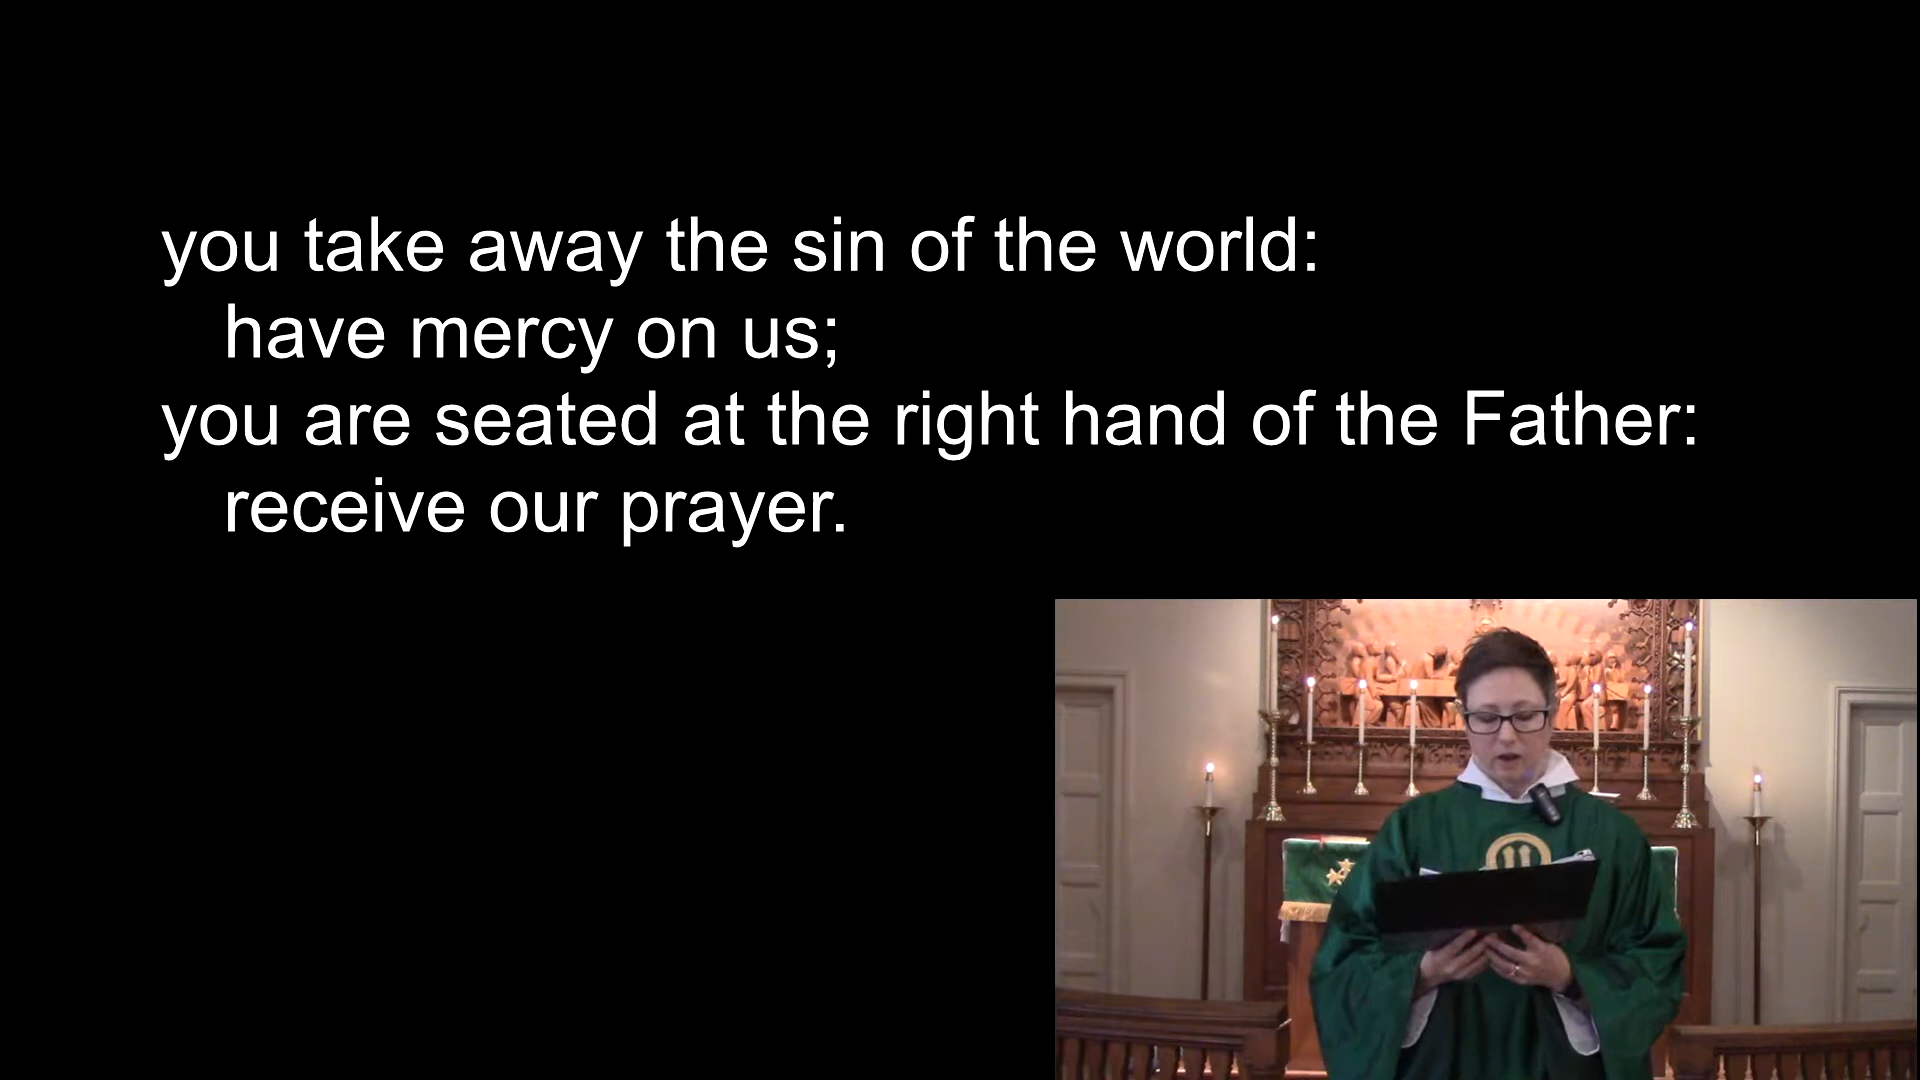 you take away the sin of the world:
have mercy on us;
you are seated at the right hand of the Father:
receive our prayer.